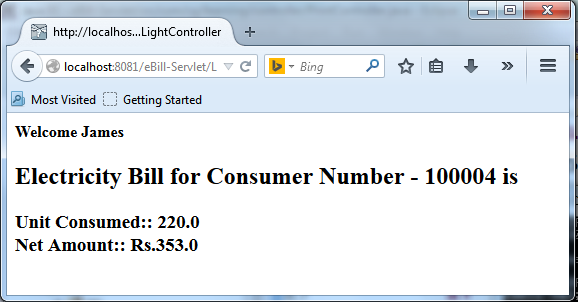 http://localhos...LightController
localhost:8081/eBill-Servlet/L
Bing
Most Visited
Getting Started
Welcome James
Electricity Bill for Consumer Number - 100004 is
Unit Consumed:: 220.0
Net Amount:: Rs.353.0